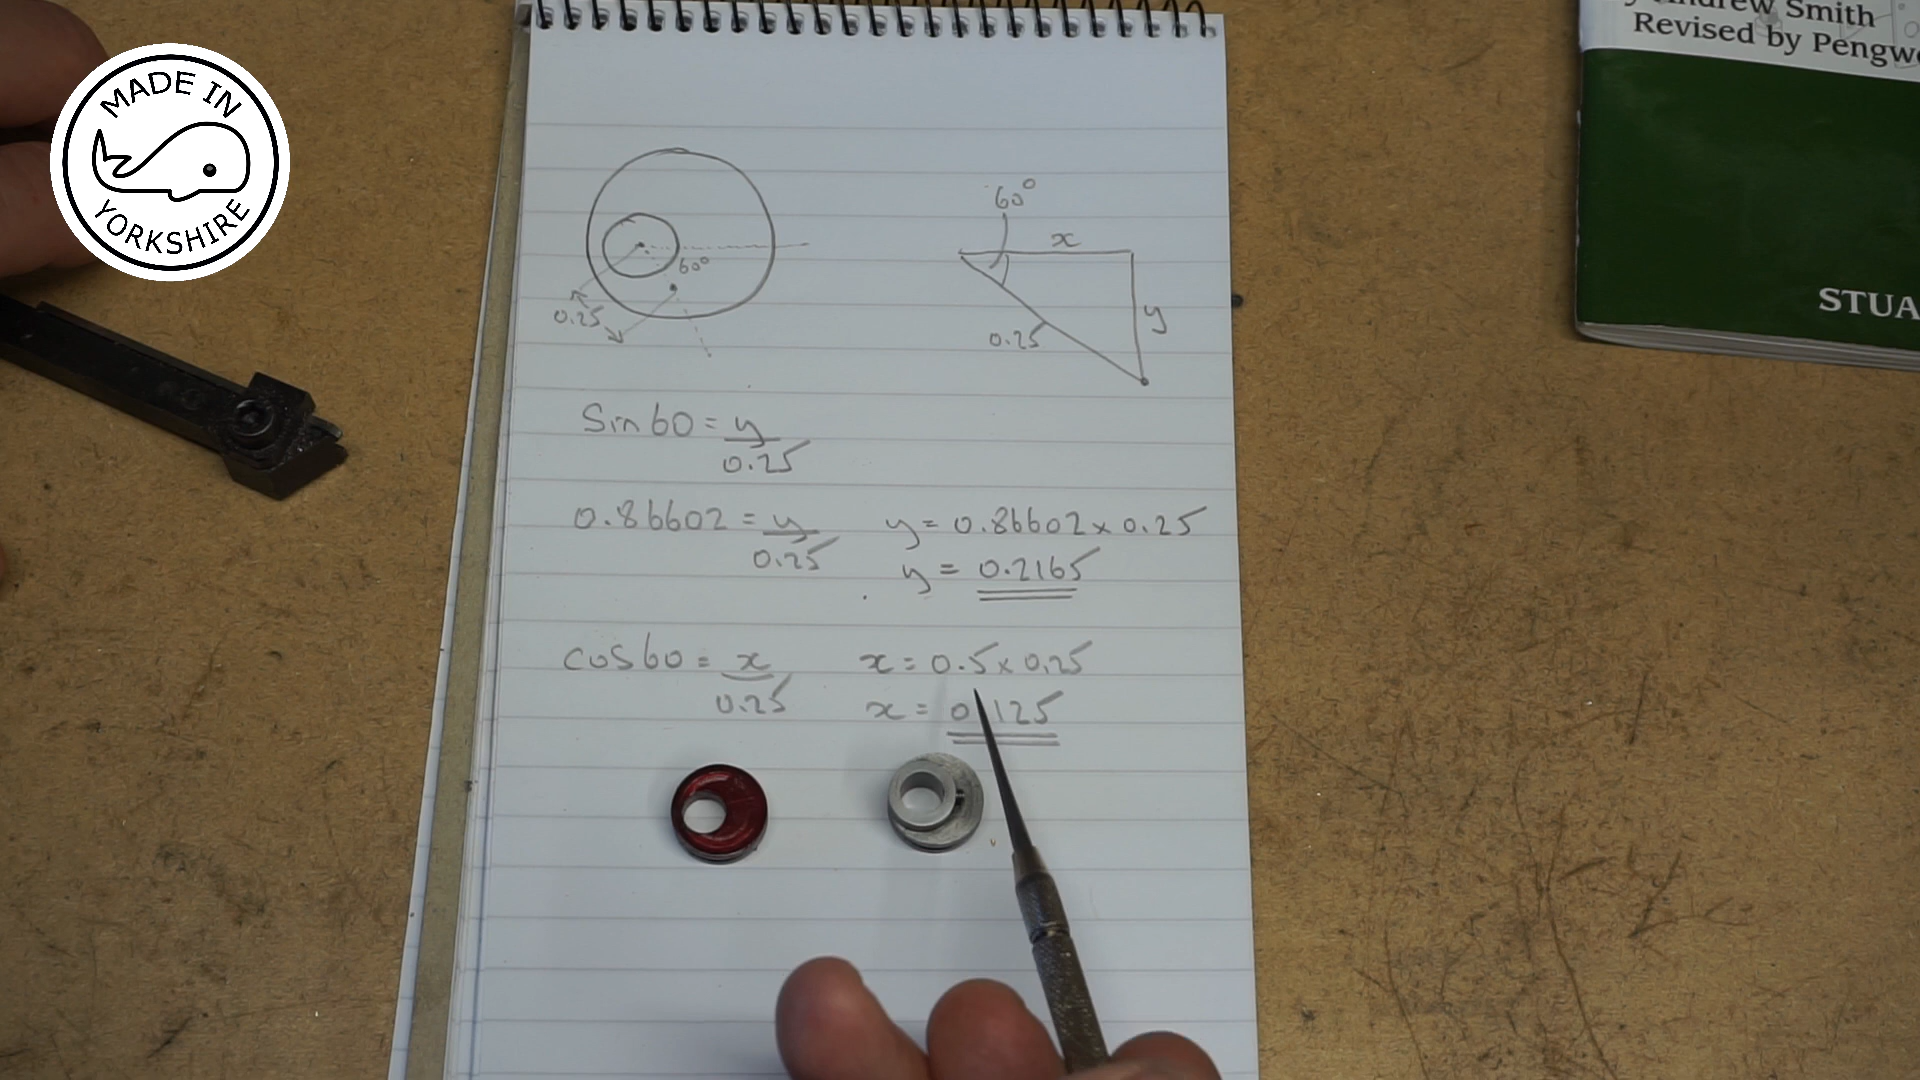 MADE IN
YORKSHIRE
Andrew Smith
Revised by
STUA
60°
x
y
0.25
60°
0.25
Sin 60 = y
0.25
0.86602 = y
0.25
y = 0.86602 x 0.25
y = 0.2165
cos 60 = x
0.25
x = 0.5 x 0.25
x = 0.125